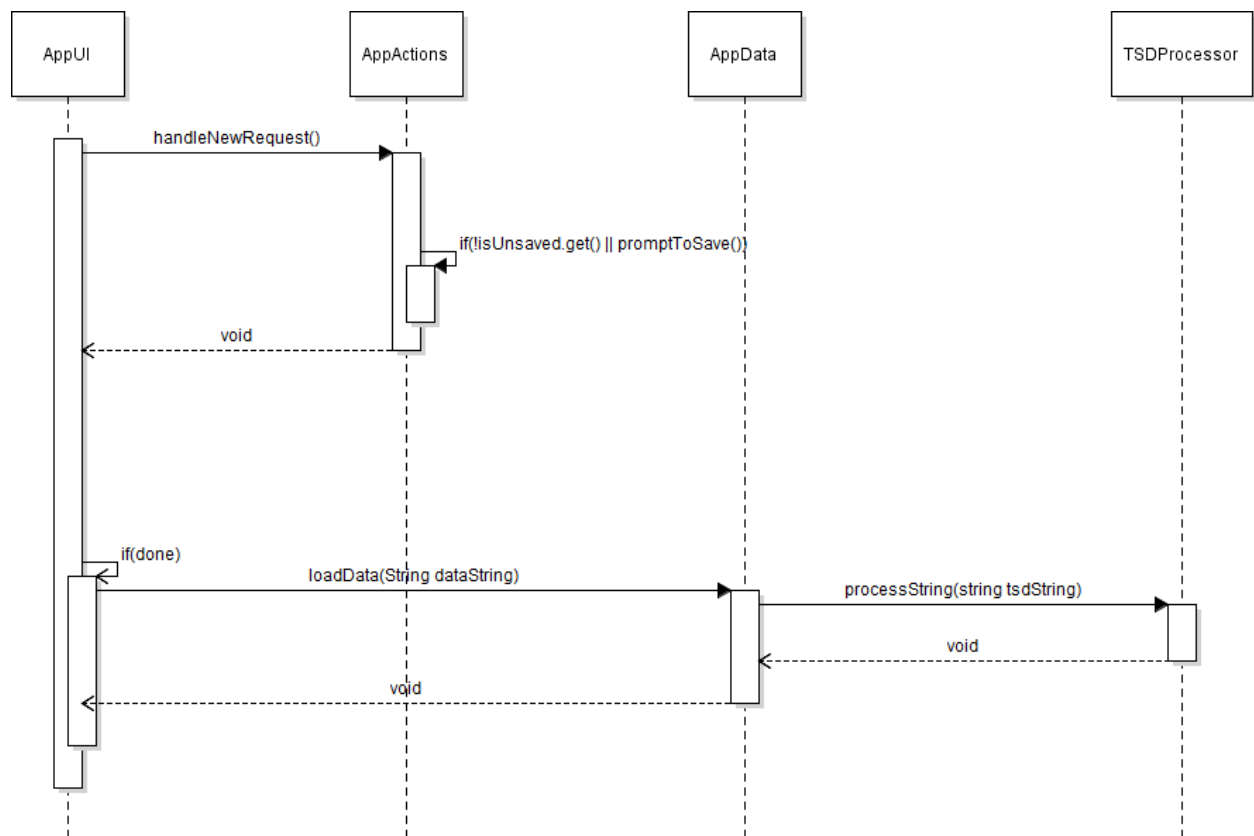 AppUI
AppActions
AppData
TSDProcessor
handleNewRequest()
if(!isUnsaved.get() || promptToSave())
void
if(done)
loadData(String dataString)
processString(string tsdString)
void
void